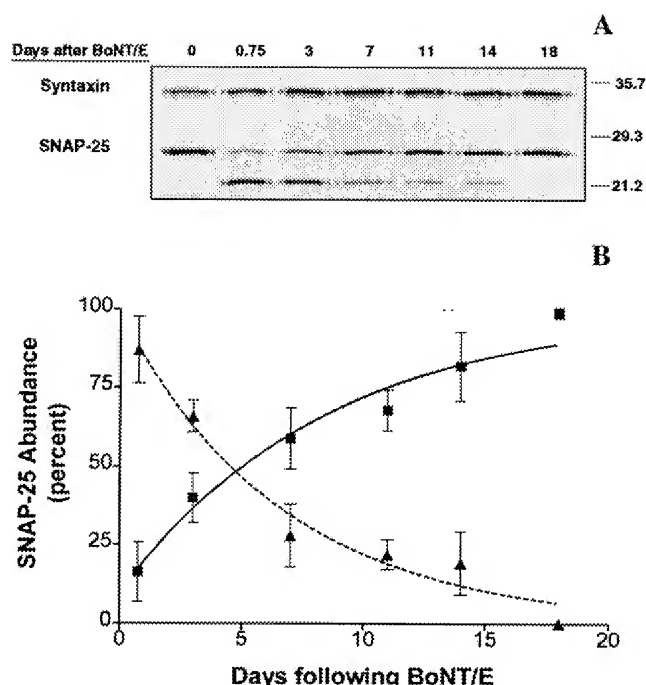 A
Days after BoNT/E 0 0.75 3 7 11 14 18
Syntaxin
35.7
29.3
SNAP-25
21.2
B
100
75
50
25
0
SNAP-25 Abundance
(percent)
0 5 10 15 20
Days following BoNT/E